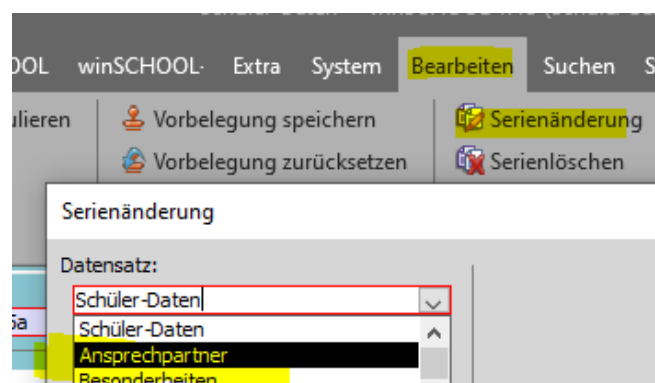 OOL winSCHOOL· Extra System Bearbeiten Suchen S
ulieren Vorbelegung speichern Serienänderung
Vorbelegung zurücksetzen Serienlöschen
Serienänderung
Datensatz:
Schüler-Daten
5a Schüler-Daten
Ansprechpartner
Besonderheiten